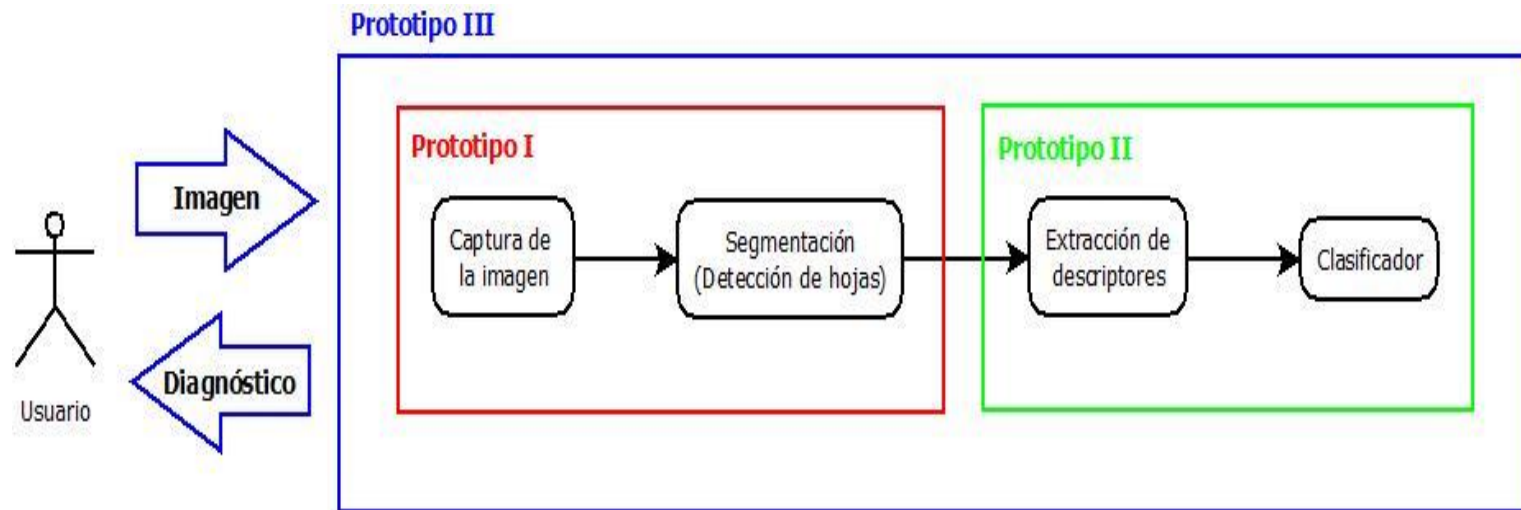 Prototipo III
Prototipo I
Prototipo II
Imagen
Captura de
la imagen
Segmentación
(Detección de hojas)
Extracción de
descriptores
Clasificador
Diagnóstico
Usuario